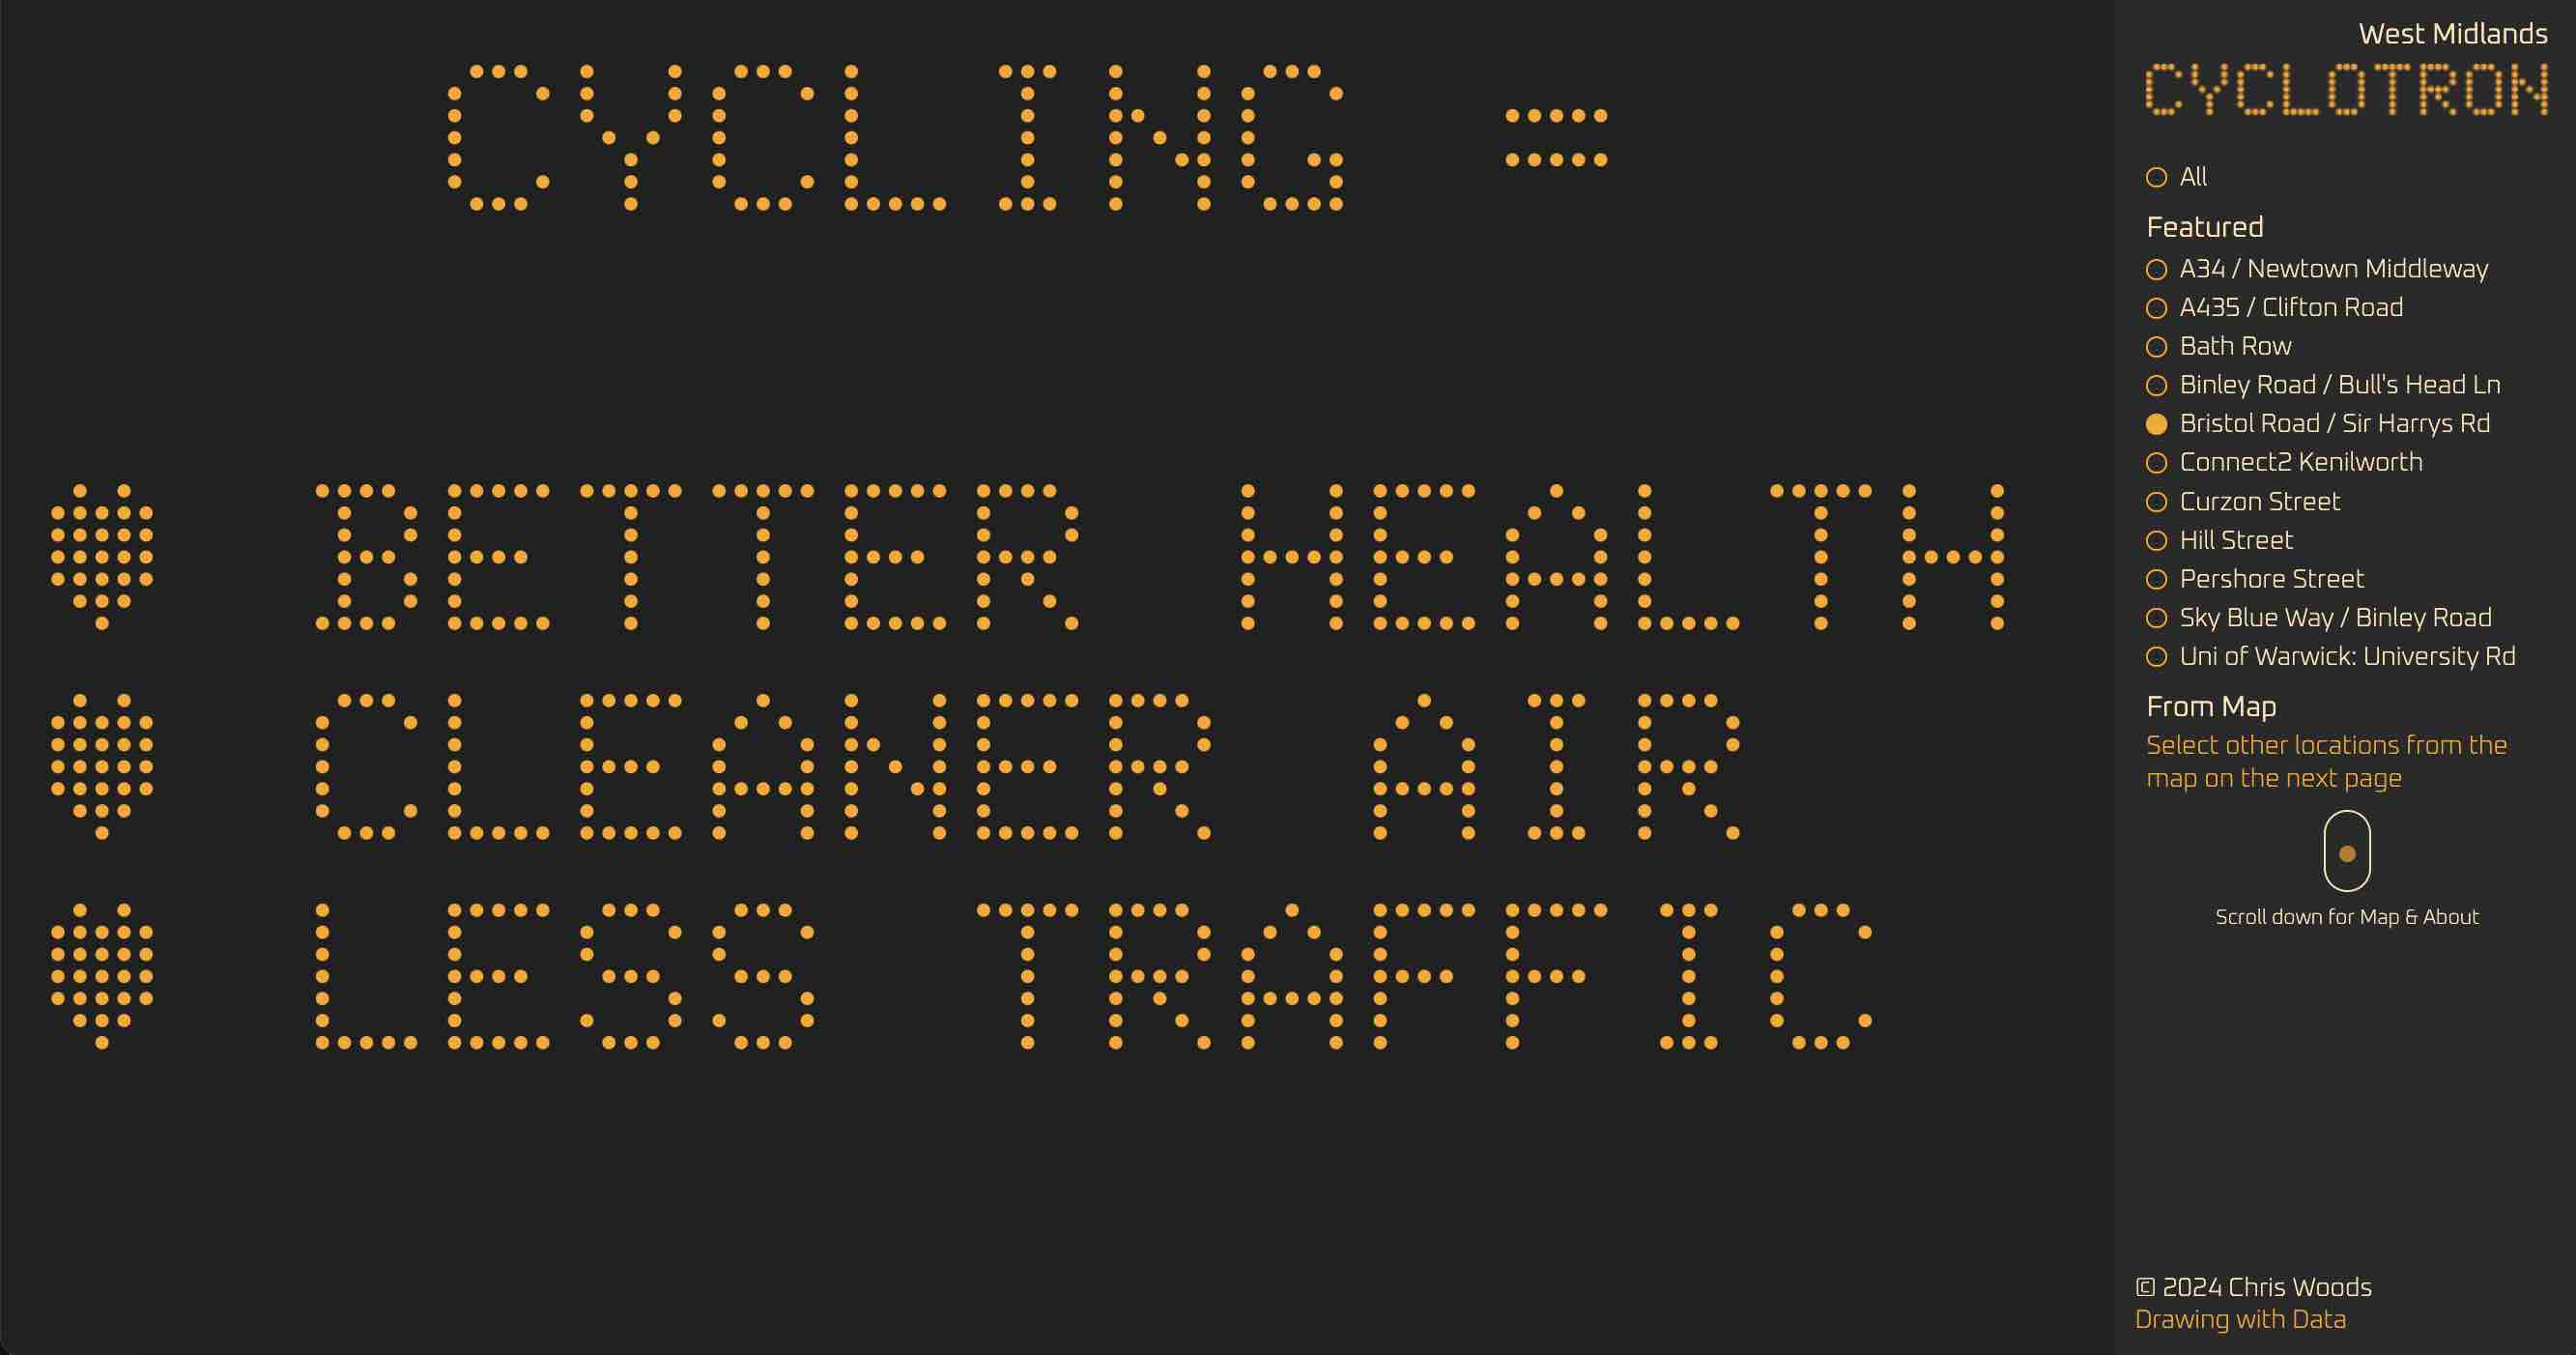 CYCLING =
♥ BETTER HEALTH
♥ CLEANER AIR
♥ LESS TRAFFIC
West Midlands
CYCLOTRON
All
Featured
A34 / Newtown Middleway
A435 / Clifton Road
Bath Row
Binley Road / Bull's Head Ln
Bristol Road / Sir Harrys Rd
Connect2 Kenilworth
Curzon Street
Hill Street
Pershore Street
Sky Blue Way / Binley Road
Uni of Warwick: University Rd
From Map
Select other locations from the
map on the next page
Scroll down for Map & About
© 2024 Chris Woods
Drawing with Data